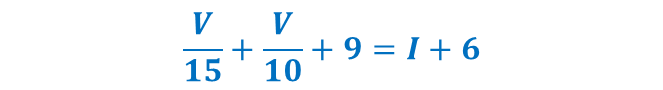 V/15 + V/10 + 9 = I + 6